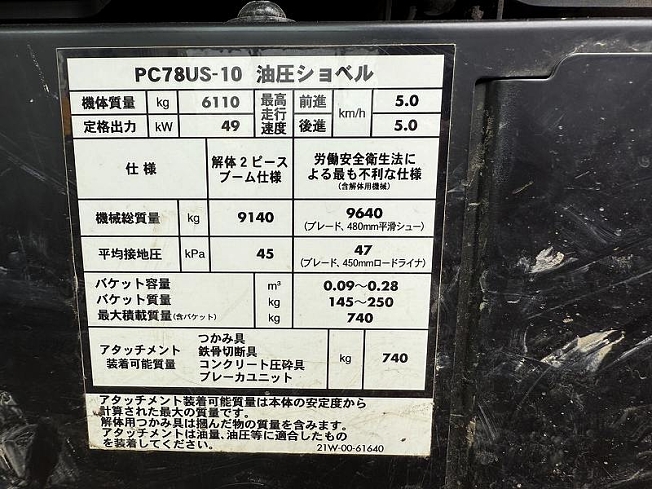 PC78US-10 油圧ショベル
機体質量 kg 6110 最高走行速度 前進 km/h 5.0
定格出力 kW 49 後進 5.0
仕様 解体2ピースブーム仕様 労働安全衛生法による最も不利な仕様(含解体用機械)
機械総質量 kg 9140 9640
(ブレード、480mm平滑シュー)
平均接地圧 kPa 45 47
(ブレード、450mmロードライナ)
バケット容量 m³ 0.09〜0.28
バケット質量 kg 145〜250
最大積載質量(含バケット) kg 740
アタッチメント装着可能質量 つかみ具 kg 740
鉄骨切断具
コンクリート圧砕具
ブレーカユニット
アタッチメント装着可能質量は本体の安定度から
計算された最大の質量です。
解体用つかみ具は掴んだ物の質量を含みます。
アタッチメントは油量、油圧等に適合したもの
を装着してください。 21W-00-61640